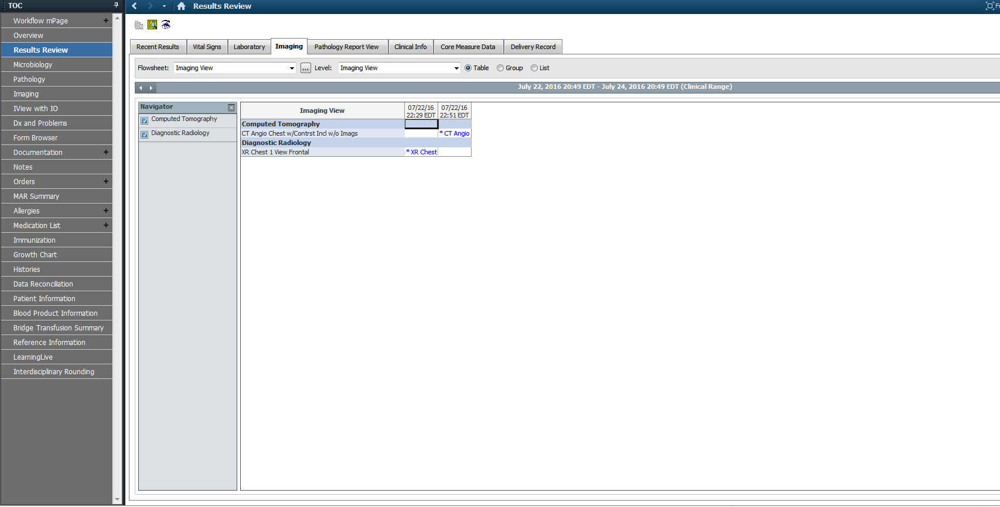 TOC
Workflow mPage +
Overview
Results Review
Microbiology
Pathology
Imaging
IView with IO
Dx and Problems
Form Browser
Documentation +
Notes
Orders +
MAR Summary
Allergies +
Medication List +
Immunization
Growth Chart
Histories
Data Reconciliation
Patient Information
Blood Product Information
Bridge Transfusion Summary
Reference Information
LearningLive
Interdisciplinary Rounding
Results Review
Recent Results Vital Signs Laboratory Imaging Pathology Report View Clinical Info Core Measure Data Delivery Record
Flowsheet: Imaging View ... Level: Imaging View Table Group List
July 22, 2016 20:49 EDT - July 24, 2016 20:49 EDT (Clinical Range)
Navigator
Computed Tomography
Diagnostic Radiology
Imaging View 07/22/16 22:29 EDT 07/22/16 22:51 EDT
Computed Tomography
CT Angio Chest w/Contrst Incl w/o Imags * CT Angio
Diagnostic Radiology
XR Chest 1 View Frontal * XR Chest